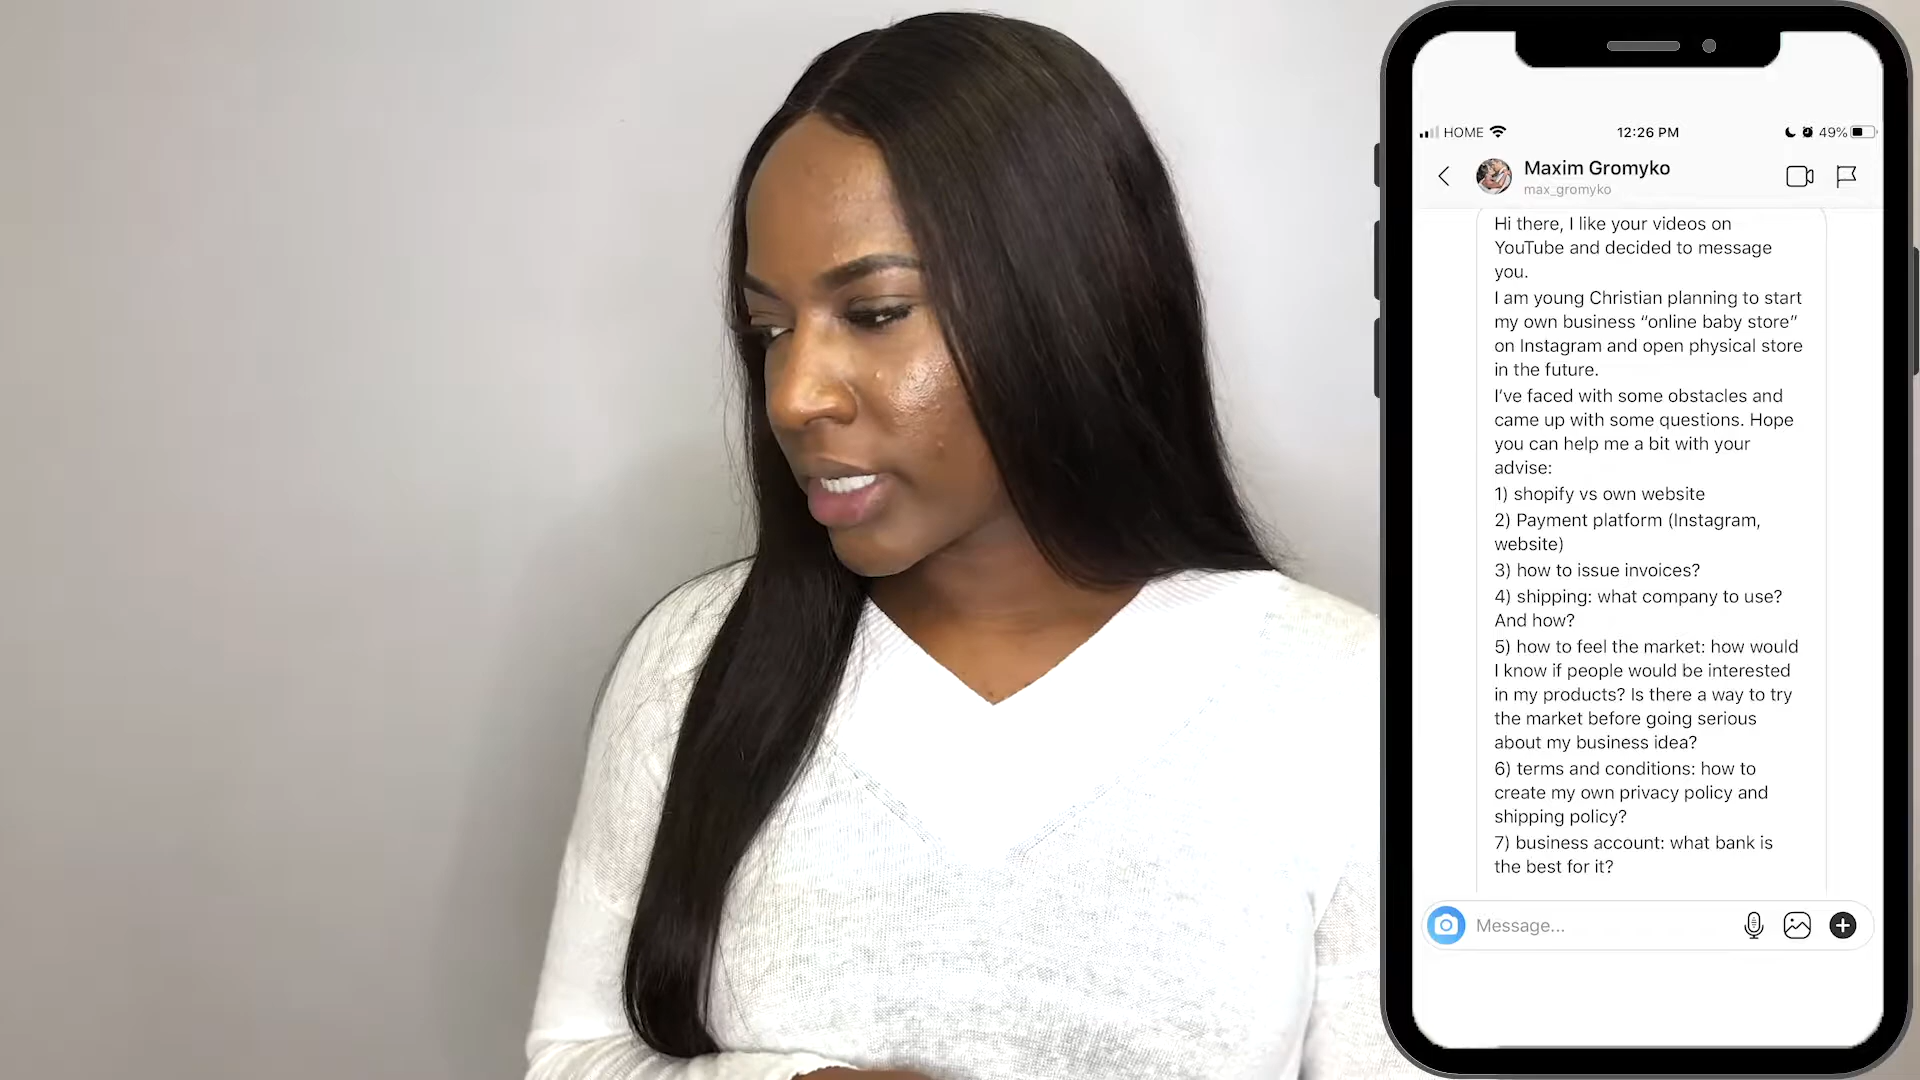 HOME
12:26 PM
49%
Maxim Gromyko
max_gromyko
Hi there, I like your videos on
YouTube and decided to message
you.
I am young Christian planning to start
my own business “online baby store”
on Instagram and open physical store
in the future.
I’ve faced with some obstacles and
came up with some questions. Hope
you can help me a bit with your
advise:
1) shopify vs own website
2) Payment platform (Instagram,
website)
3) how to issue invoices?
4) shipping: what company to use?
And how?
5) how to feel the market: how would
I know if people would be interested
in my products? Is there a way to try
the market before going serious
about my business idea?
6) terms and conditions: how to
create my own privacy policy and
shipping policy?
7) business account: what bank is
the best for it?
Message...